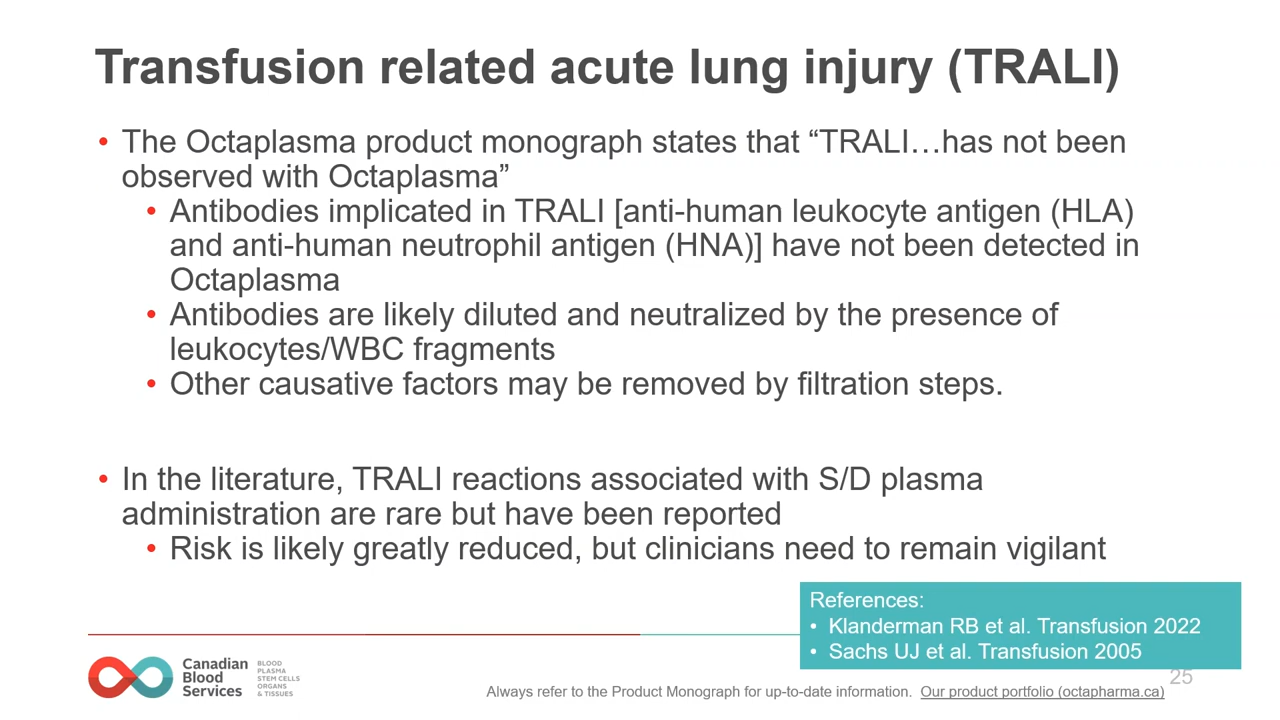 Transfusion related acute lung injury (TRALI)
• The Octaplasma product monograph states that “TRALI…has not been
observed with Octaplasma”
• Antibodies implicated in TRALI [anti-human leukocyte antigen (HLA)
and anti-human neutrophil antigen (HNA)] have not been detected in
Octaplasma
• Antibodies are likely diluted and neutralized by the presence of
leukocytes/WBC fragments
• Other causative factors may be removed by filtration steps.
• In the literature, TRALI reactions associated with S/D plasma
administration are rare but have been reported
• Risk is likely greatly reduced, but clinicians need to remain vigilant
References:
• Klanderman RB et al. Transfusion 2022
• Sachs UJ et al. Transfusion 2005
Canadian
Blood
Services
BLOOD
PLASMA
STEM CELLS
ORGANS
& TISSUES
Always refer to the Product Monograph for up-to-date information. Our product portfolio (octapharma.ca)
25